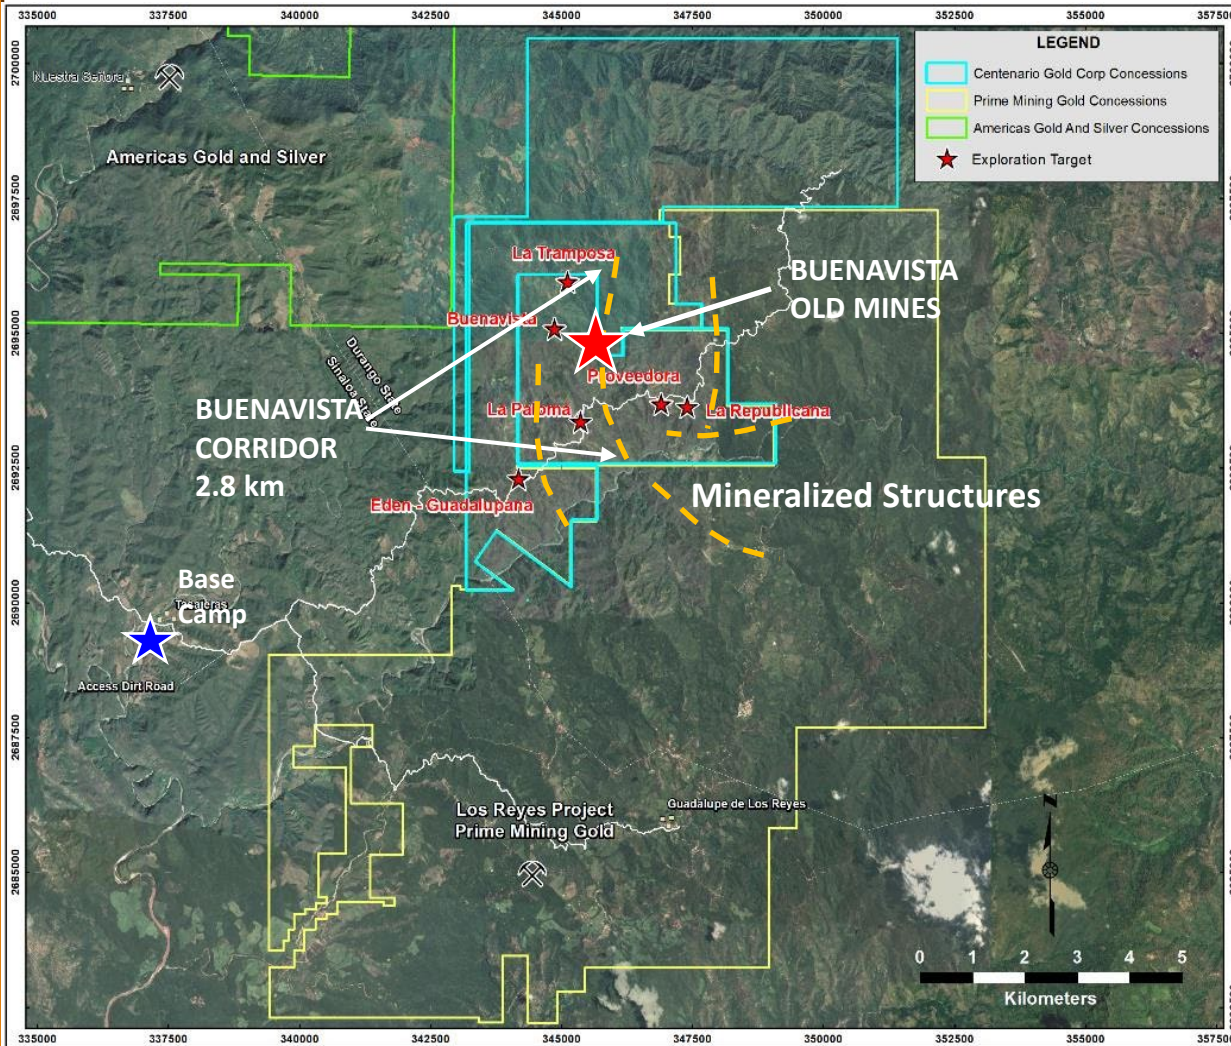 335000 337500 340000 342500 345000 347500 350000 352500 355000 357500
2700000
2697500
2695000
2692500
2690000
2687500
2685000
LEGEND
Centenario Gold Corp Concessions
Prime Mining Gold Concessions
Americas Gold And Silver Concessions
Exploration Target
Nuestra Señora
Americas Gold and Silver
La Tramposa
BUENAVISTA
OLD MINES
Buenavista
Durango State
Sinaloa State
Proveedora
BUENAVISTA
CORRIDOR
2.8 km
La Paloma
La Republicana
Eden - Guadalupana
Mineralized Structures
Base
Camp
Access Dirt Road
Los Reyes Project
Prime Mining Gold
Guadalupe de Los Reyes
0 1 2 3 4 5
Kilometers
335000 337500 340000 342500 345000 347500 350000 352500 355000 35750